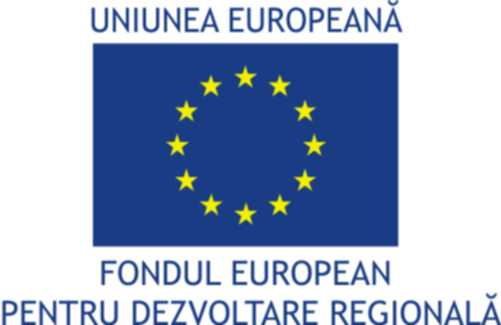 UNIUNEA EUROPEANĂ
FONDUL EUROPEAN
PENTRU DEZVOLTARE REGIONALĂ